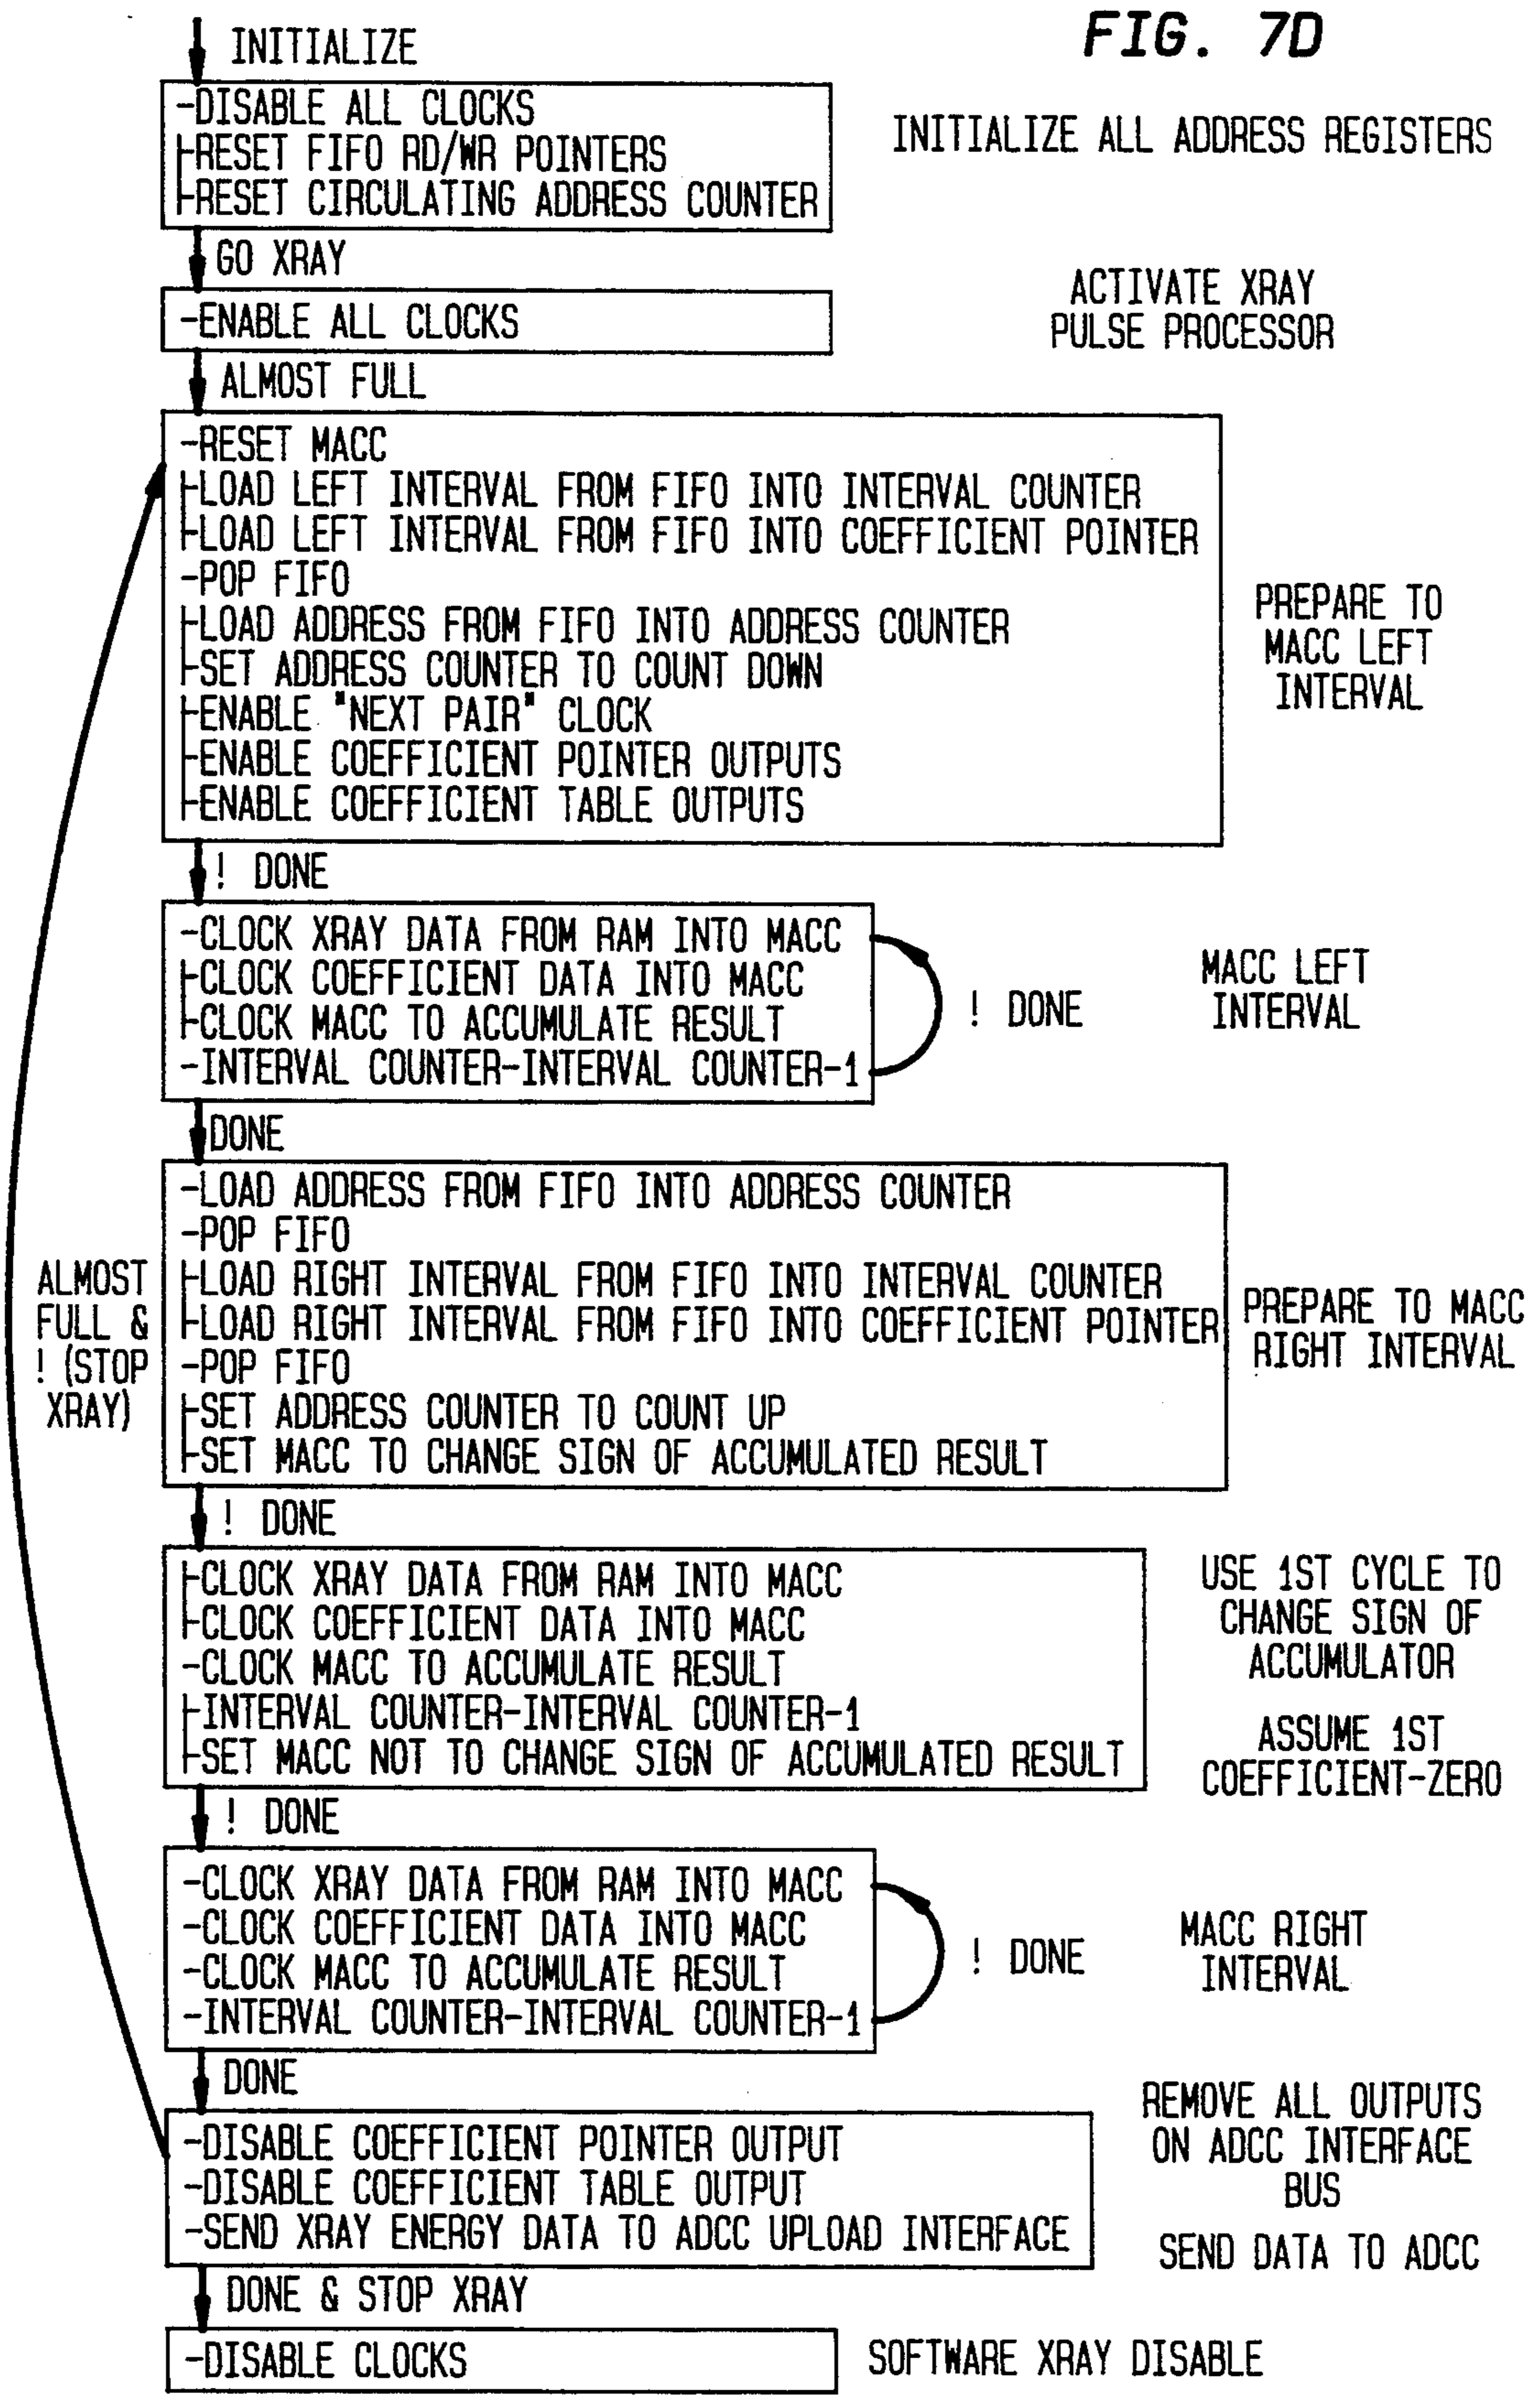 FIG. 7D
INITIALIZE
-DISABLE ALL CLOCKS
-RESET FIFO RD/WR POINTERS
-RESET CIRCULATING ADDRESS COUNTER
INITIALIZE ALL ADDRESS REGISTERS
GO XRAY
-ENABLE ALL CLOCKS
ACTIVATE XRAY
PULSE PROCESSOR
ALMOST FULL
-RESET MACC
-LOAD LEFT INTERVAL FROM FIFO INTO INTERVAL COUNTER
-LOAD LEFT INTERVAL FROM FIFO INTO COEFFICIENT POINTER
-POP FIFO
-LOAD ADDRESS FROM FIFO INTO ADDRESS COUNTER
-SET ADDRESS COUNTER TO COUNT DOWN
-ENABLE "NEXT PAIR" CLOCK
-ENABLE COEFFICIENT POINTER OUTPUTS
-ENABLE COEFFICIENT TABLE OUTPUTS
PREPARE TO
MACC LEFT
INTERVAL
! DONE
-CLOCK XRAY DATA FROM RAM INTO MACC
-CLOCK COEFFICIENT DATA INTO MACC
-CLOCK MACC TO ACCUMULATE RESULT
-INTERVAL COUNTER-INTERVAL COUNTER-1
! DONE
MACC LEFT
INTERVAL
DONE
-LOAD ADDRESS FROM FIFO INTO ADDRESS COUNTER
-POP FIFO
-LOAD RIGHT INTERVAL FROM FIFO INTO INTERVAL COUNTER
-LOAD RIGHT INTERVAL FROM FIFO INTO COEFFICIENT POINTER
-POP FIFO
-SET ADDRESS COUNTER TO COUNT UP
-SET MACC TO CHANGE SIGN OF ACCUMULATED RESULT
ALMOST
FULL &
! (STOP
XRAY)
PREPARE TO MACC
RIGHT INTERVAL
! DONE
-CLOCK XRAY DATA FROM RAM INTO MACC
-CLOCK COEFFICIENT DATA INTO MACC
-CLOCK MACC TO ACCUMULATE RESULT
-INTERVAL COUNTER-INTERVAL COUNTER-1
-SET MACC NOT TO CHANGE SIGN OF ACCUMULATED RESULT
USE 1ST CYCLE TO
CHANGE SIGN OF
ACCUMULATOR
ASSUME 1ST
COEFFICIENT-ZERO
! DONE
-CLOCK XRAY DATA FROM RAM INTO MACC
-CLOCK COEFFICIENT DATA INTO MACC
-CLOCK MACC TO ACCUMULATE RESULT
-INTERVAL COUNTER-INTERVAL COUNTER-1
! DONE
MACC RIGHT
INTERVAL
DONE
-DISABLE COEFFICIENT POINTER OUTPUT
-DISABLE COEFFICIENT TABLE OUTPUT
-SEND XRAY ENERGY DATA TO ADCC UPLOAD INTERFACE
REMOVE ALL OUTPUTS
ON ADCC INTERFACE
BUS
SEND DATA TO ADCC
DONE & STOP XRAY
-DISABLE CLOCKS
SOFTWARE XRAY DISABLE